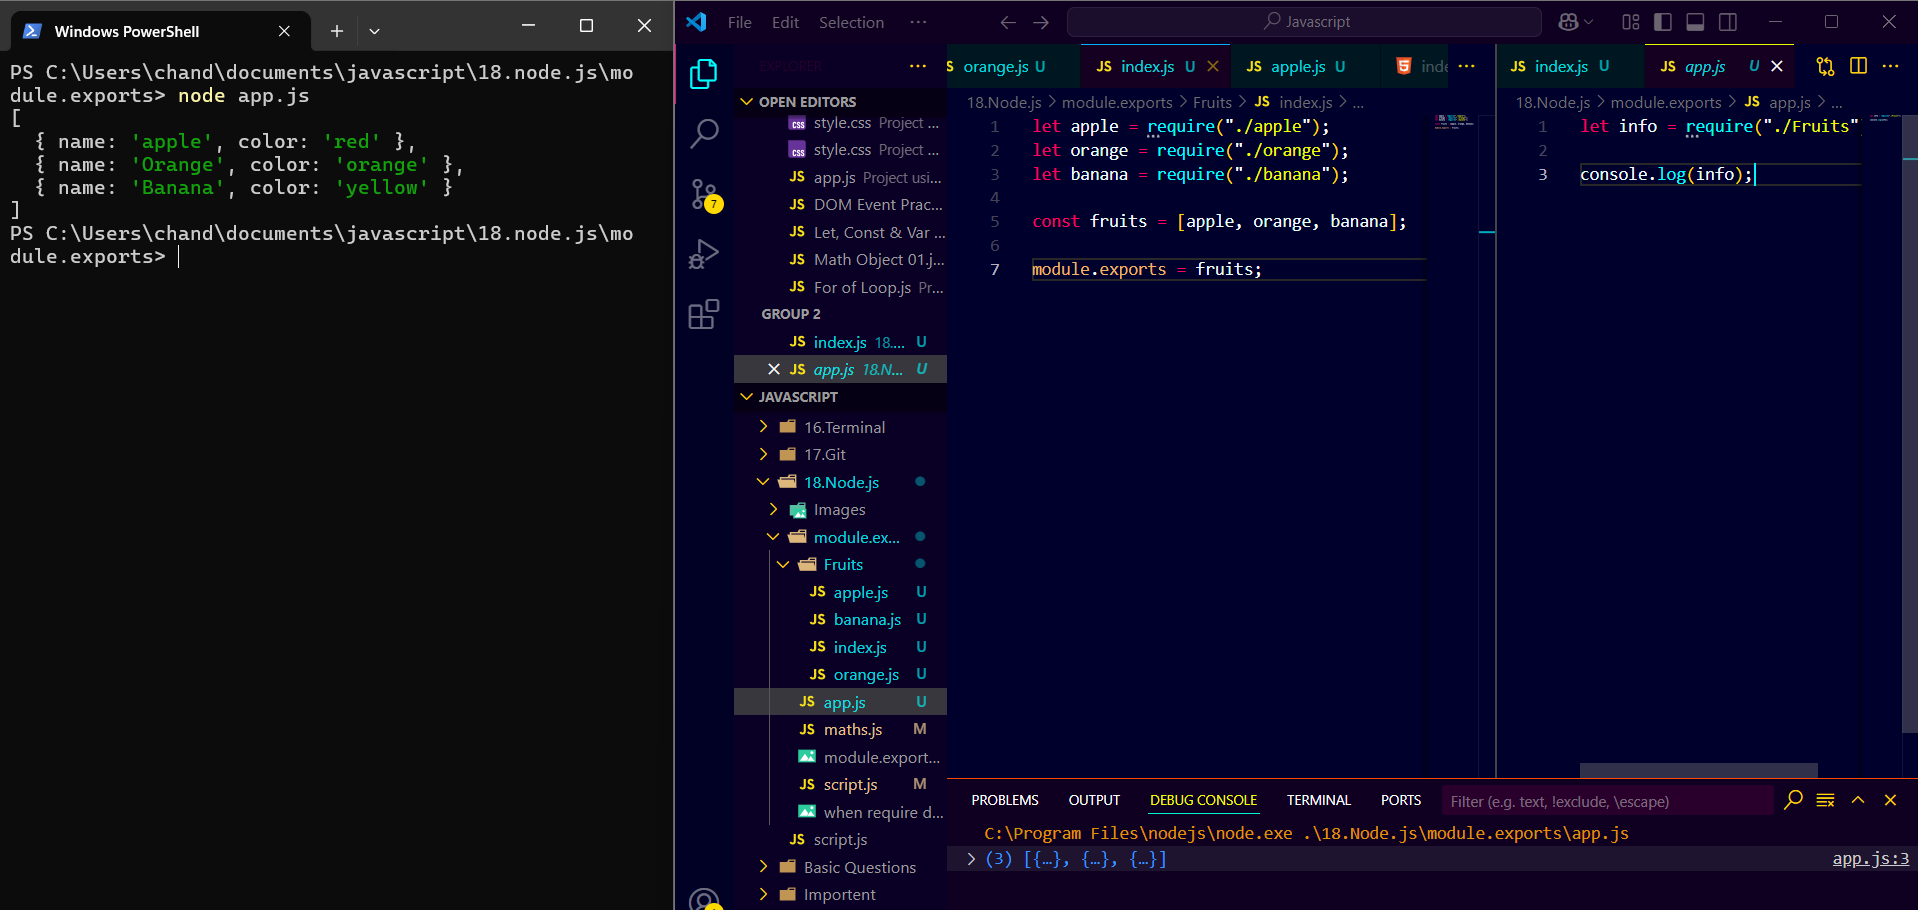 Windows PowerShell
PS C:\Users\chand\documents\javascript\18.node.js\mo
dule.exports> node app.js
[
  { name: 'apple', color: 'red' },
  { name: 'Orange', color: 'orange' },
  { name: 'Banana', color: 'yellow' }
]
PS C:\Users\chand\documents\javascript\18.node.js\mo
dule.exports>
File Edit Selection ···
Javascript
EXPLORER ···
OPEN EDITORS
css style.css Project ...
css style.css Project ...
JS app.js Project usi...
JS DOM Event Prac...
JS Let, Const & Var ...
JS Math Object 01.j...
JS For of Loop.js Pr...
GROUP 2
JS index.js 18.... U
JS app.js 18.N... U
JAVASCRIPT
16.Terminal
17.Git
18.Node.js
Images
module.ex...
Fruits
JS apple.js U
JS banana.js U
JS index.js U
JS orange.js U
JS app.js U
JS maths.js M
module.export...
JS script.js M
when require d...
JS script.js
Basic Questions
Importent
7
S orange.js U JS index.js U JS apple.js U 5 inde ···
18.Node.js > module.exports > Fruits > JS index.js > ...
1 let apple = require("./apple");
2 let orange = require("./orange");
3 let banana = require("./banana");
4
5 const fruits = [apple, orange, banana];
6
7 module.exports = fruits;
JS index.js U JS app.js U ···
18.Node.js > module.exports > JS app.js > ...
1 let info = require("./Fruits"
2
3 console.log(info);
PROBLEMS OUTPUT DEBUG CONSOLE TERMINAL PORTS Filter (e.g. text, !exclude, \escape)
C:\Program Files\nodejs\node.exe .\18.Node.js\module.exports\app.js
> (3) [{…}, {…}, {…}] app.js:3